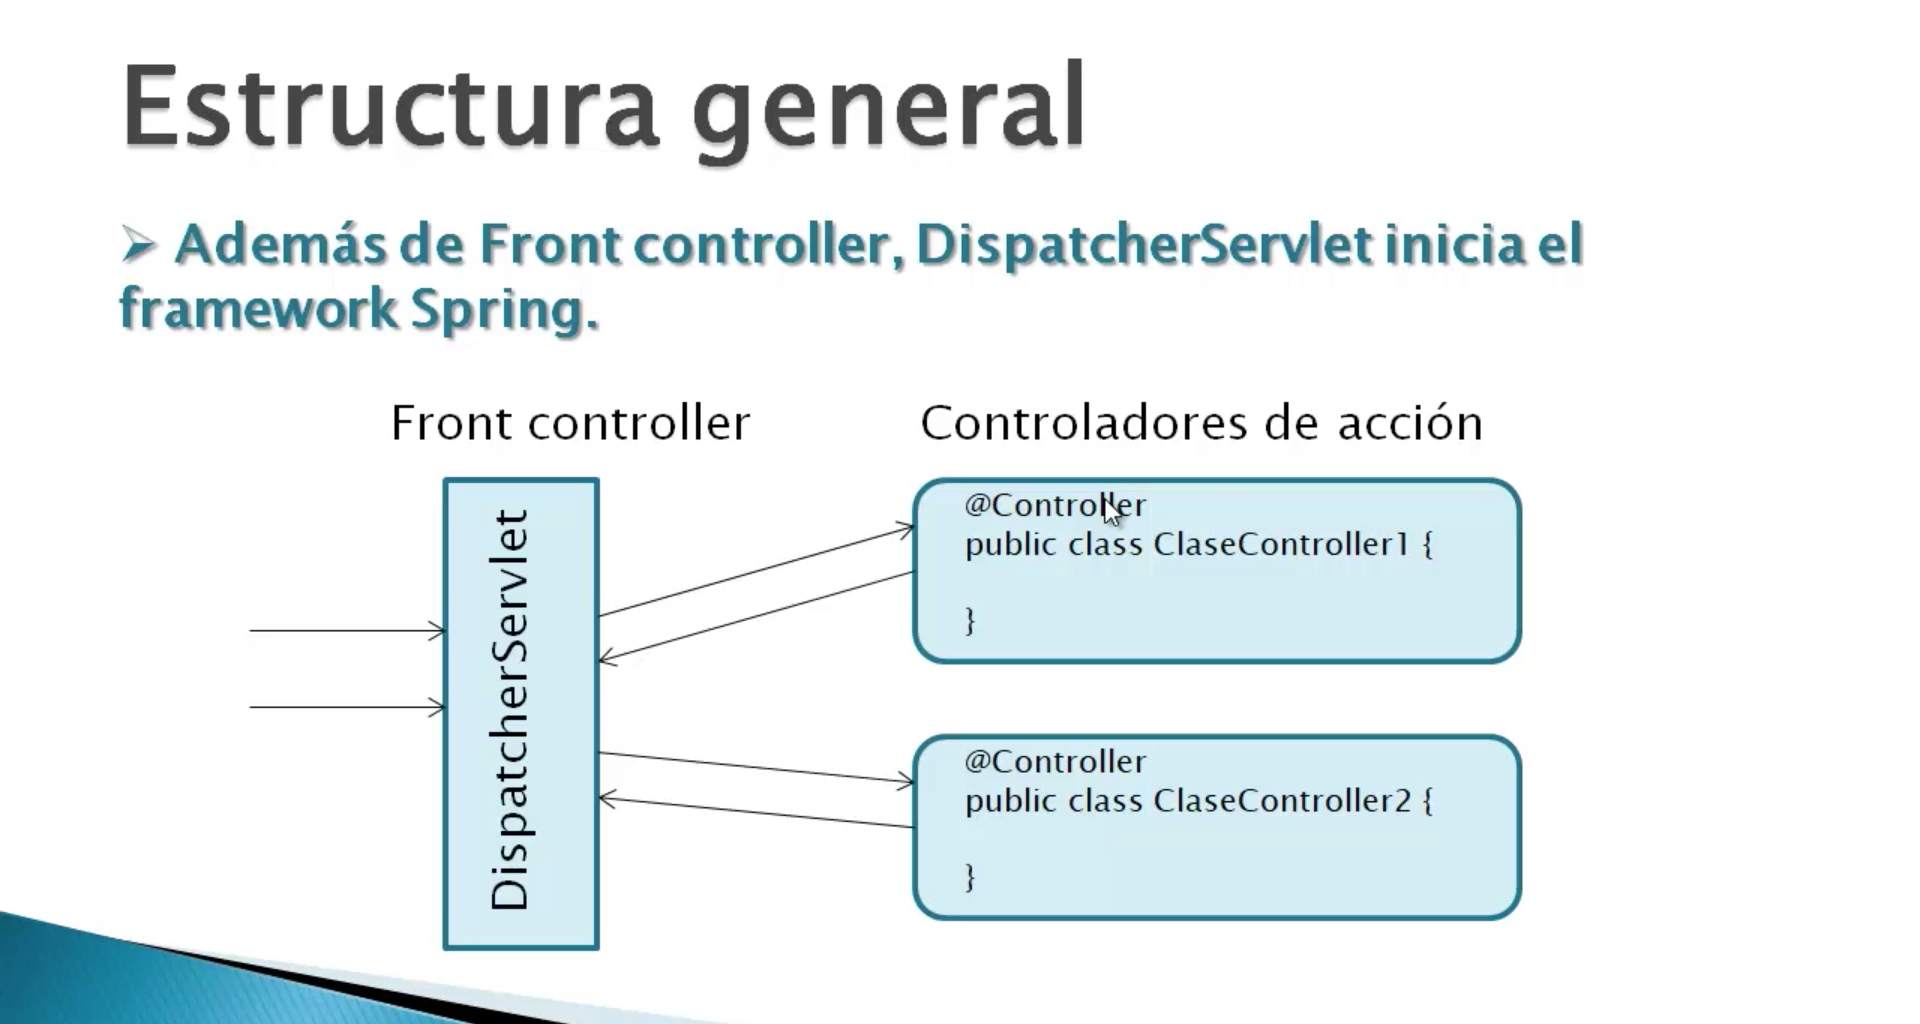 Estructura general
Además de Front controller, DispatcherServlet inicia el
framework Spring.
Front controller
Controladores de acción
DispatcherServlet
@Controller
public class ClaseController1 {
}
@Controller
public class ClaseController2 {
}